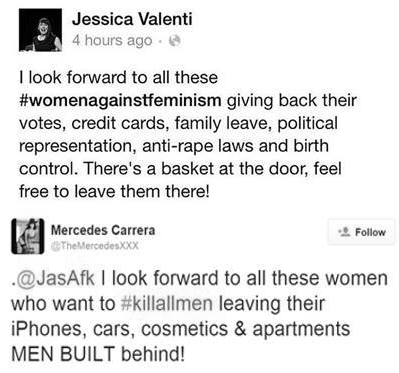 Jessica Valenti
4 hours ago ·
I look forward to all these
#womenagainstfeminism giving back their
votes, credit cards, family leave, political
representation, anti-rape laws and birth
control. There's a basket at the door, feel
free to leave them there!
Mercedes Carrera
@TheMercedesXXX
Follow
.@JasAfk I look forward to all these women
who want to #killallmen leaving their
iPhones, cars, cosmetics & apartments
MEN BUILT behind!